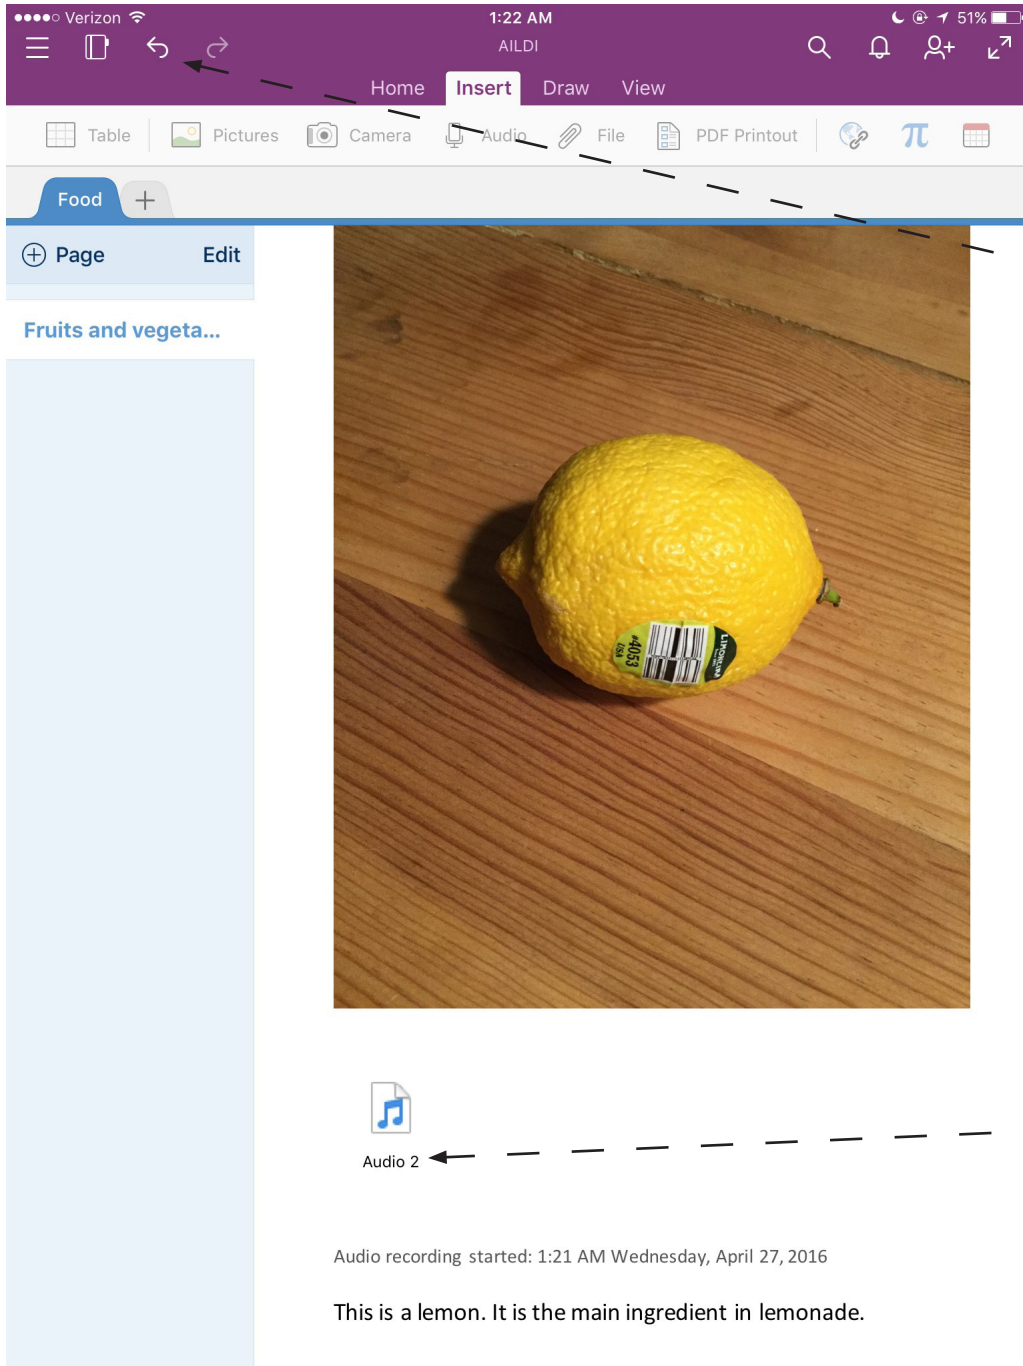 Verizon 1:22 AM 51%
AILDI
Home Insert Draw View
Table Pictures Camera Audio File PDF Printout π
Food +
Page Edit
Fruits and vegeta...
#4053
USA
Audio 2
Audio recording started: 1:21 AM Wednesday, April 27, 2016
This is a lemon. It is the main ingredient in lemonade.